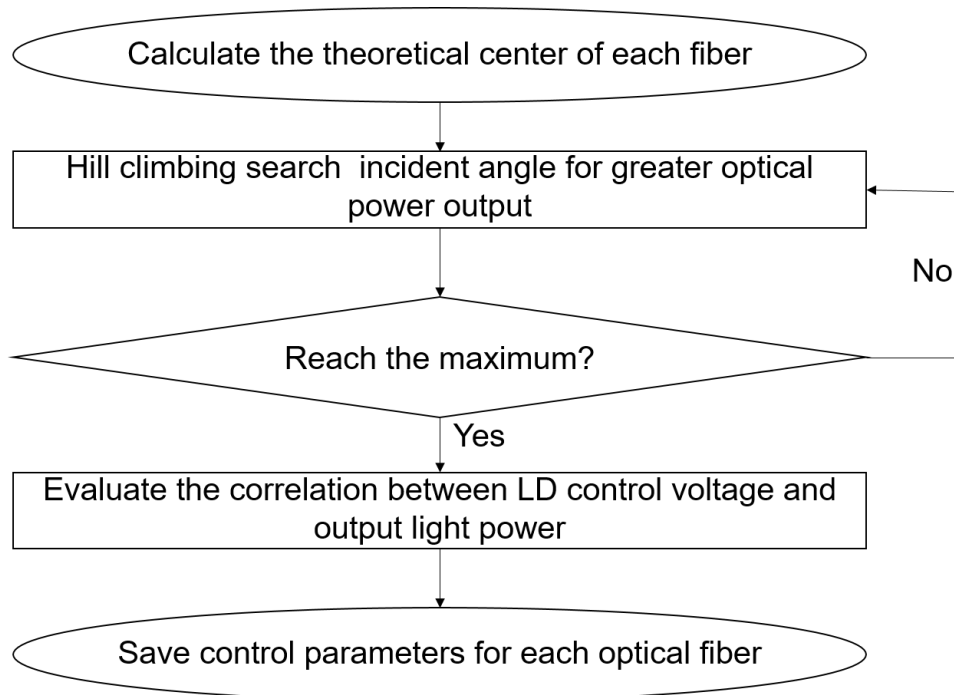 Calculate the theoretical center of each fiber
Hill climbing search  incident angle for greater optical
power output
No
Reach the maximum?
Yes
Evaluate the correlation between LD control voltage and
output light power
Save control parameters for each optical fiber